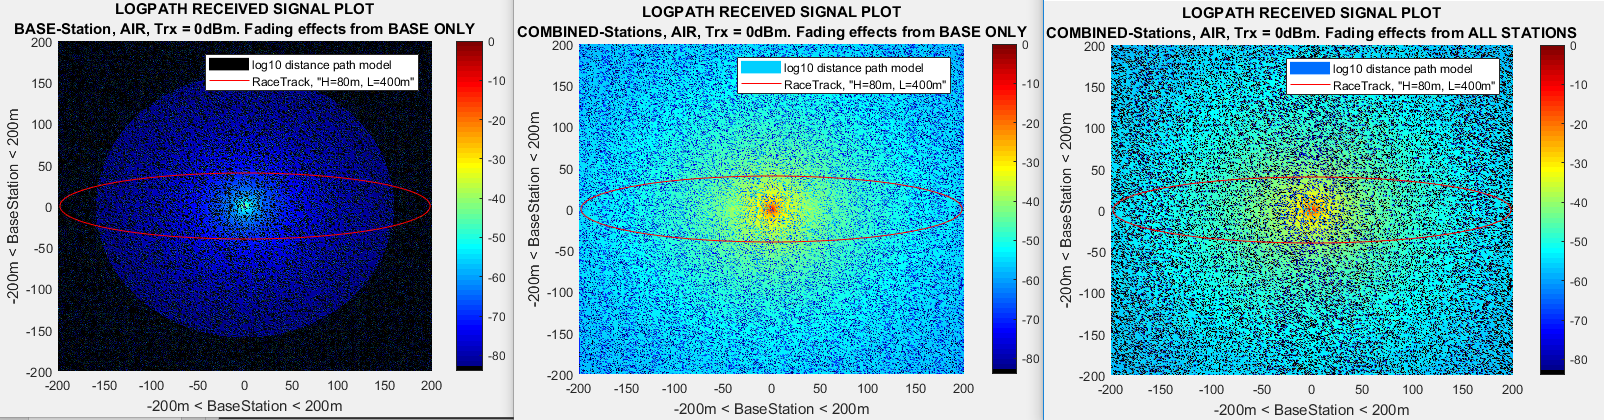 LOGPATH RECEIVED SIGNAL PLOT
BASE-Station, AIR, Trx = 0dBm. Fading effects from BASE ONLY
200
150
100
50
0
-50
-100
-150
-200
-200m < BaseStation < 200m
log10 distance path model
RaceTrack, "H=80m, L=400m"
-200 -150 -100 -50 0 50 100 150 200
-200m < BaseStation < 200m
0
-10
-20
-30
-40
-50
-60
-70
-80
LOGPATH RECEIVED SIGNAL PLOT
COMBINED-Stations, AIR, Trx = 0dBm. Fading effects from BASE ONLY
200
150
100
50
0
-50
-100
-150
-200
-200m < BaseStation < 200m
log10 distance path model
RaceTrack, "H=80m, L=400m"
-200 -150 -100 -50 0 50 100 150 200
-200m < BaseStation < 200m
0
-10
-20
-30
-40
-50
-60
-70
-80
LOGPATH RECEIVED SIGNAL PLOT
COMBINED-Stations, AIR, Trx = 0dBm. Fading effects from ALL STATIONS
200
150
100
50
0
-50
-100
-150
-200
-200m < BaseStation < 200m
log10 distance path model
RaceTrack, "H=80m, L=400m"
-200 -150 -100 -50 0 50 100 150 200
-200m < BaseStation < 200m
0
-10
-20
-30
-40
-50
-60
-70
-80